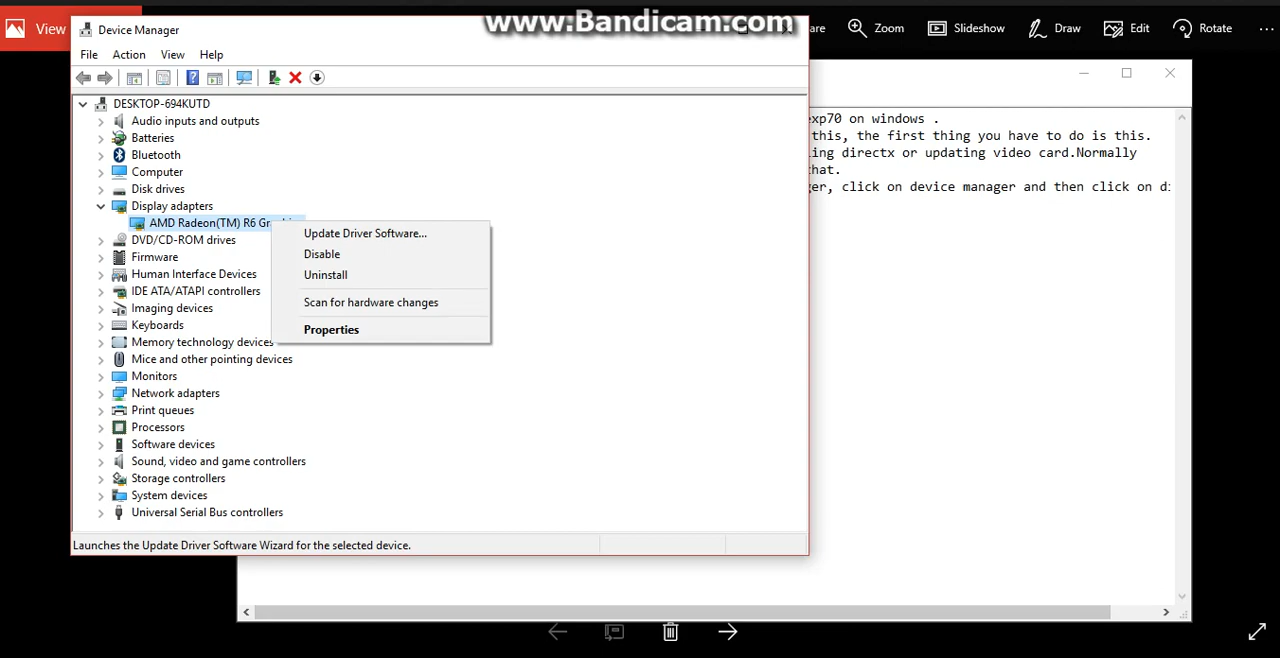 View
www.Bandicam.com
Zoom
Slideshow
Draw
Edit
Rotate
Device Manager
File Action View Help
DESKTOP-694KUTD
Audio inputs and outputs
Batteries
Bluetooth
Computer
Disk drives
Display adapters
AMD Radeon(TM) R6
Update Driver Software...
Disable
Uninstall
Scan for hardware changes
Properties
DVD/CD-ROM drives
Firmware
Human Interface Devices
IDE ATA/ATAPI controllers
Imaging devices
Keyboards
Memory technology devices
Mice and other pointing devices
Monitors
Network adapters
Print queues
Processors
Software devices
Sound, video and game controllers
Storage controllers
System devices
Universal Serial Bus controllers
Launches the Update Driver Software Wizard for the selected device.
exp70 on windows .
this, the first thing you have to do is this.
ing directx or updating video card.Normally
that.
ger, click on device manager and then click on di